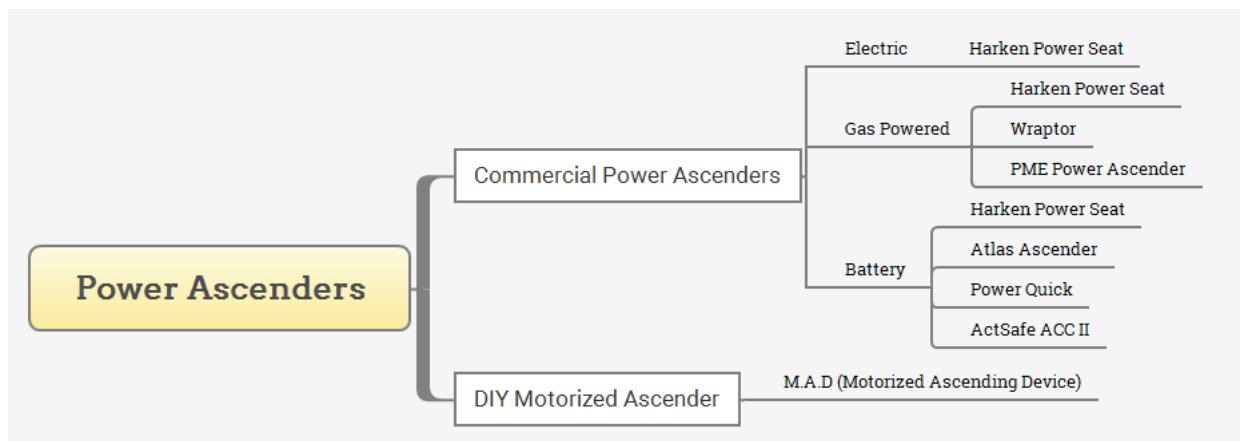 Power Ascenders
Commercial Power Ascenders
Electric
Harken Power Seat
Gas Powered
Harken Power Seat
Wraptor
PME Power Ascender
Battery
Harken Power Seat
Atlas Ascender
Power Quick
ActSafe ACC II
DIY Motorized Ascender
M.A.D (Motorized Ascending Device)